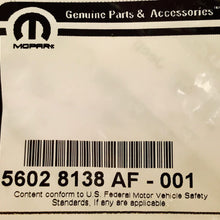 Genuine Parts & Accessories™
MOPAR®
5602 8138 AF - 001
Content conform to U.S. Federal Motor Vehicle Safety
Standards, If any are applicable